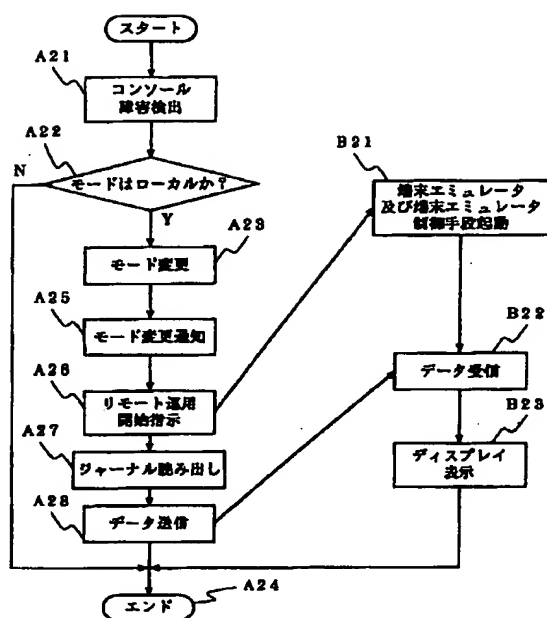 スタート
A21
コンソール
障害検出
A22
N
モードはローカルか？
Y
A23
モード変更
A25
モード変更通知
A26
リモート運用
開始指示
A27
ジャーナル読み出し
A28
データ送信
A24
エンド
B21
端末エミュレータ
及び端末エミュレータ
制御手段起動
B22
データ受信
B23
ディスプレイ
表示